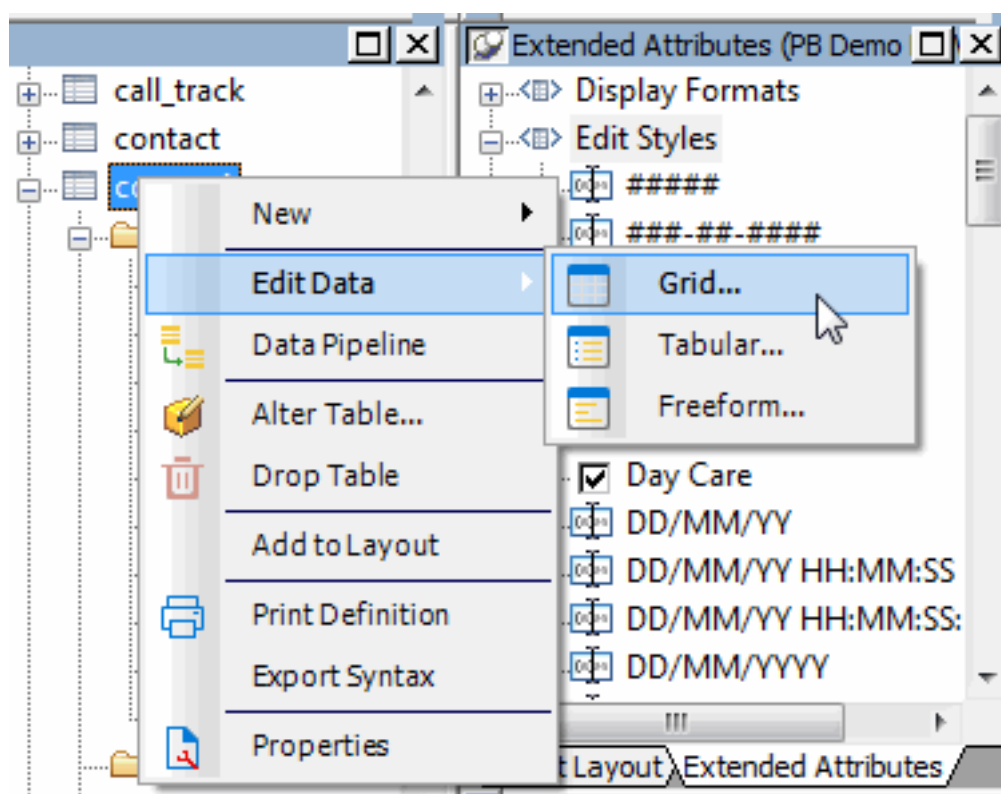 Extended Attributes (PB Demo
call_track
contact
New
Edit Data
Data Pipeline
Alter Table...
Drop Table
Add to Layout
Print Definition
Export Syntax
Properties
Grid...
Tabular...
Freeform...
Display Formats
Edit Styles
#####
###-##-####
Day Care
DD/MM/YY
DD/MM/YY HH:MM:SS
DD/MM/YY HH:MM:SS:
DD/MM/YYYY
Layout
Extended Attributes